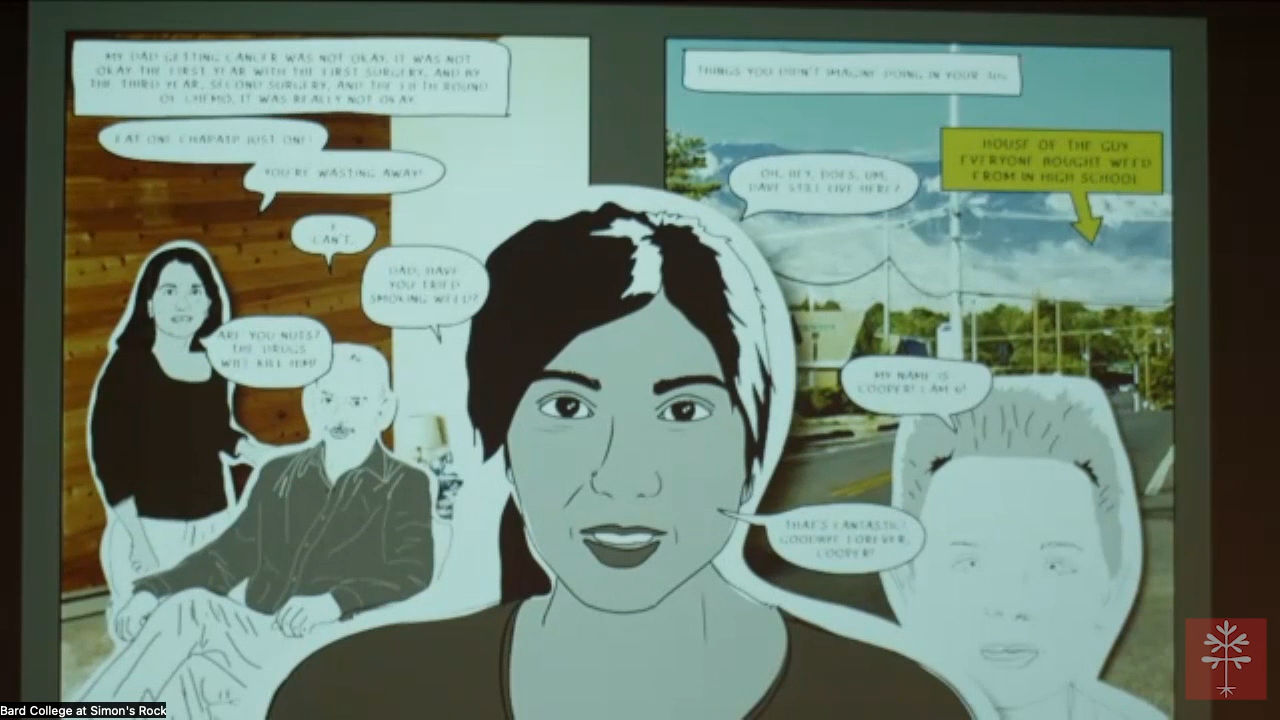 MY DAD GETTING CANCER WAS NOT OKAY. IT WAS NOT
OKAY THE FIRST YEAR WITH THE FIRST SURGERY. AND BY
THE THIRD YEAR, SECOND SURGERY, AND THE FIFTH ROUND
OF CHEMO, IT WAS REALLY NOT OKAY.
EAT ONE CHAPATI? JUST ONE!
YOU'RE WASTING AWAY!
I
CAN'T.
DAD, HAVE
YOU TRIED
SMOKING WEED?
ARE YOU NUTS?
THE DRUGS
WILL KILL HIM!
THINGS YOU DIDN'T IMAGINE DOING IN YOUR 40s.
HOUSE OF THE GUY
EVERYONE BOUGHT WEED
FROM IN HIGH SCHOOL
OH, HEY, DOES, UM,
DAVE STILL LIVE HERE?
MY NAME IS
COOPER! I AM 6!
THAT'S FANTASTIC!
GOODBYE FOREVER,
COOPER!
Bard College at Simon's Rock